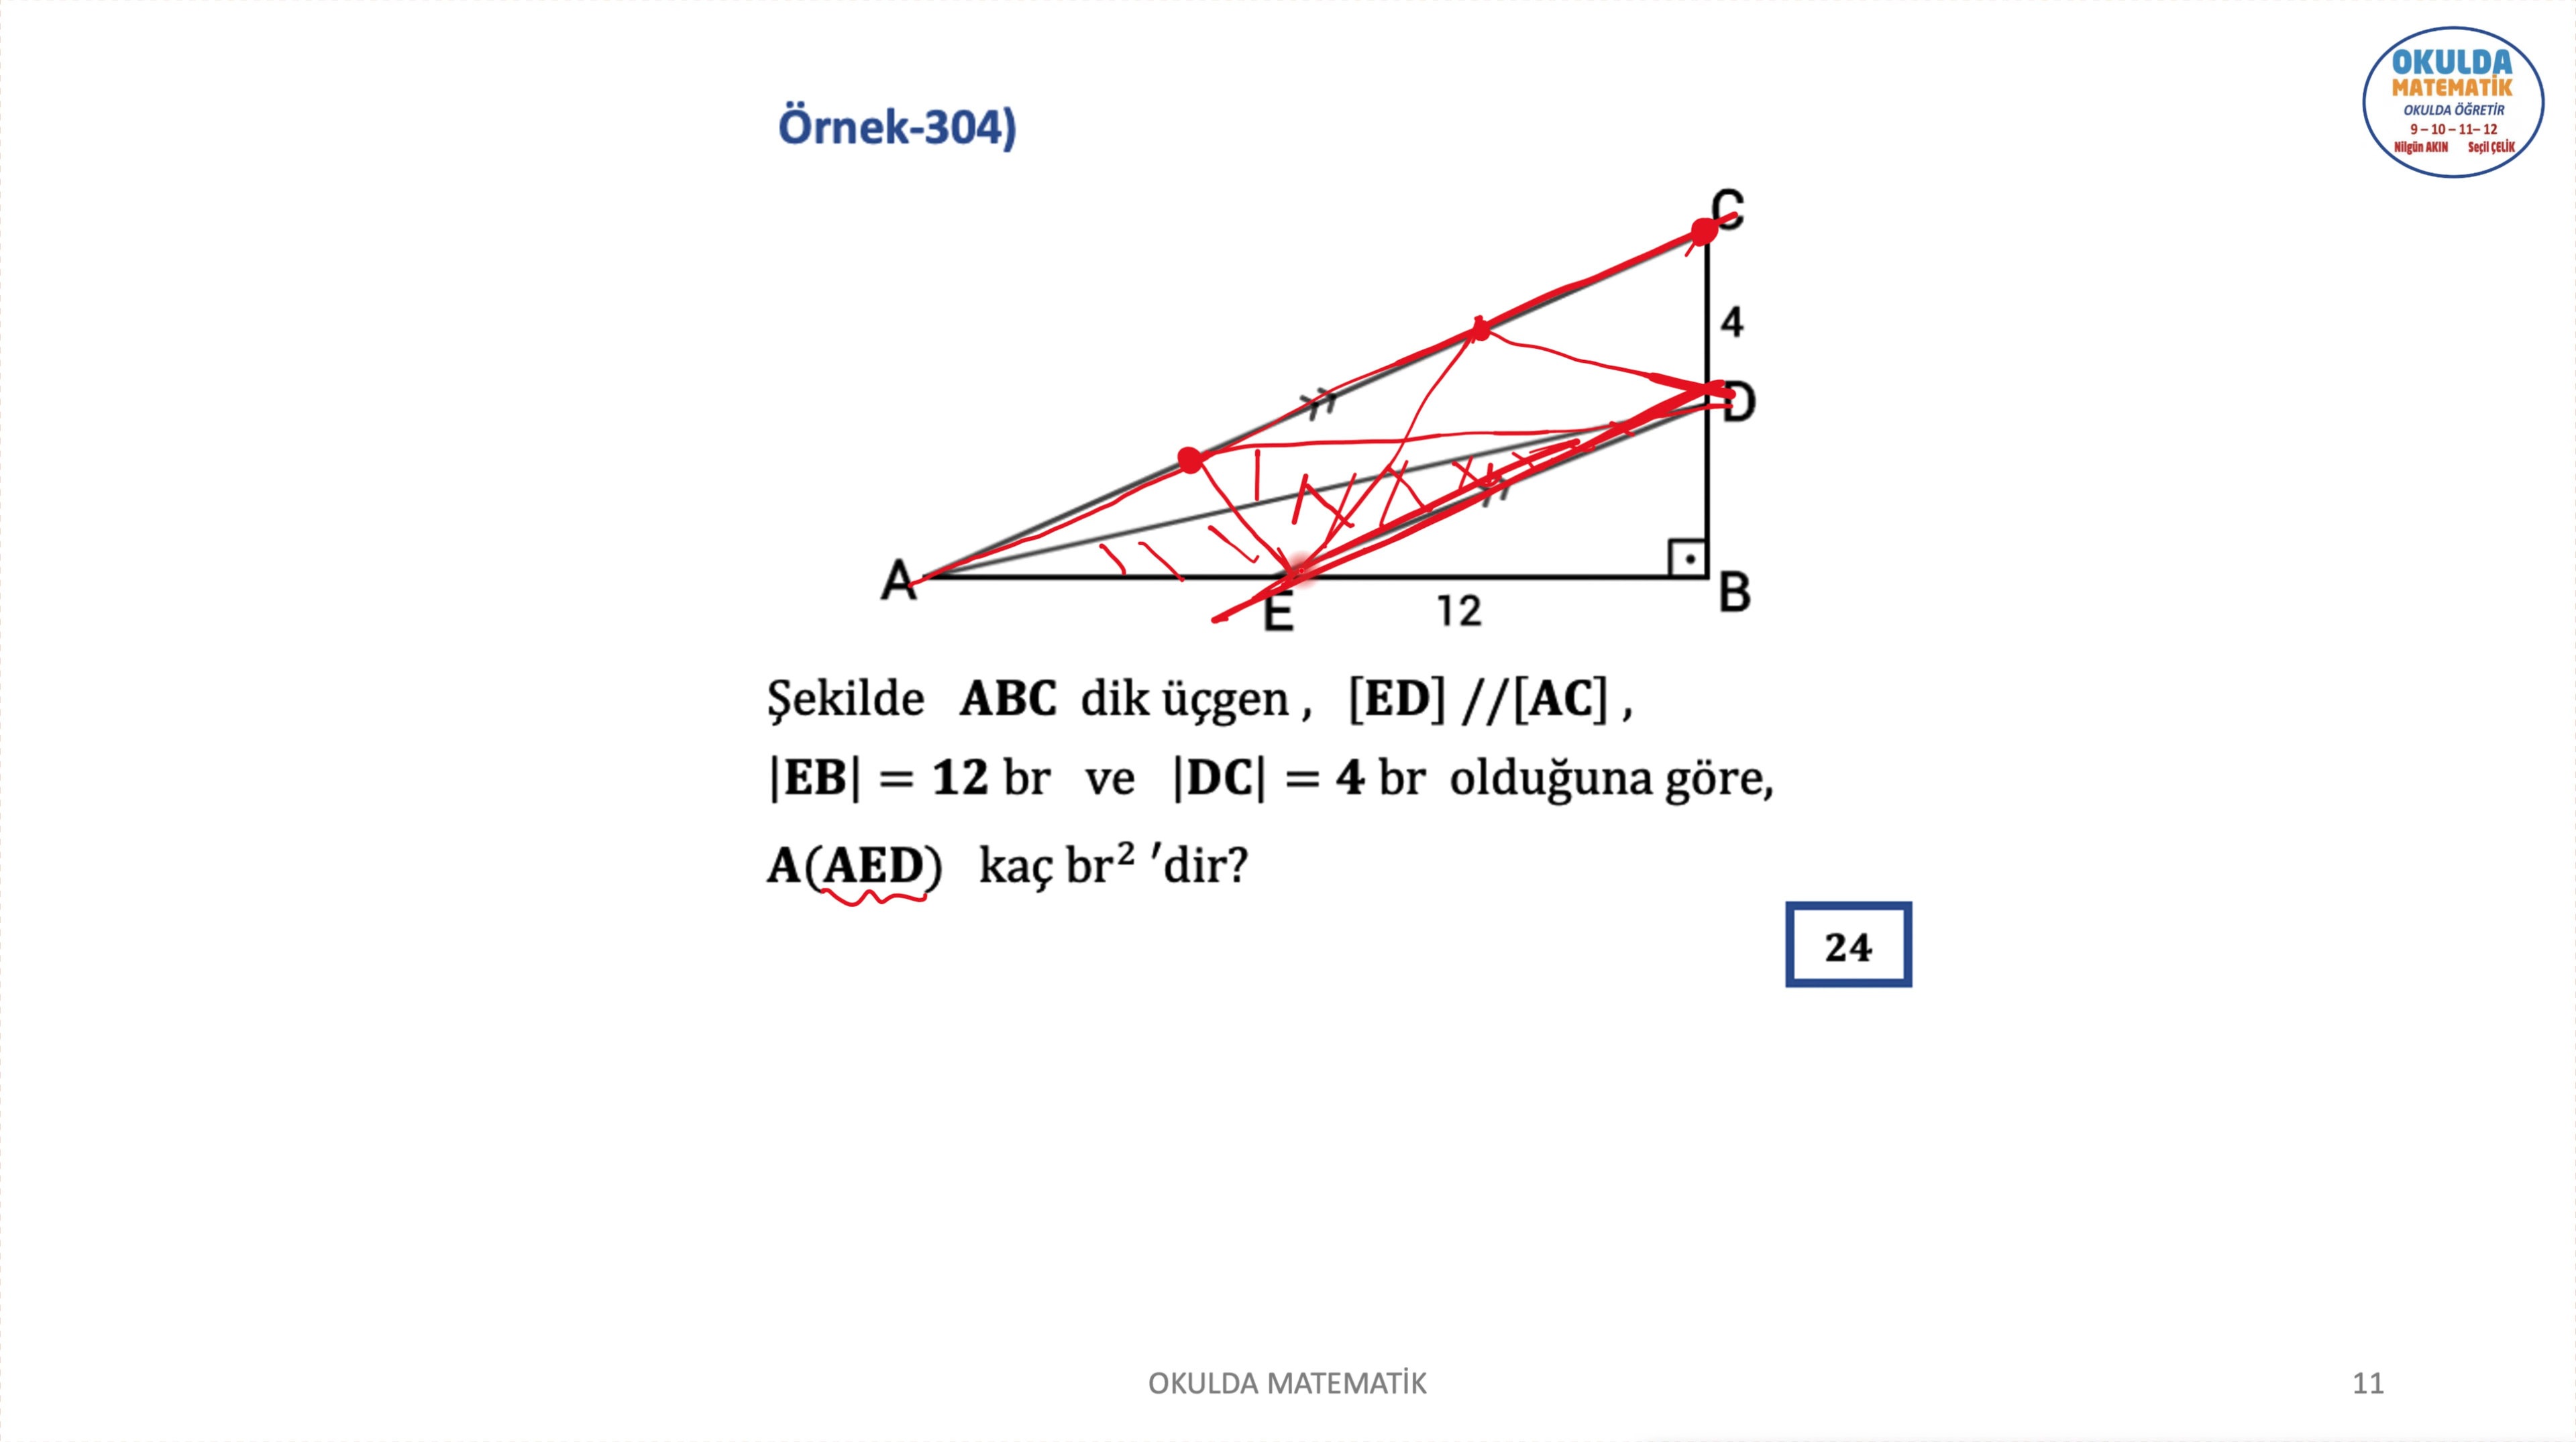 OKULDA
MATEMATİK
OKULDA ÖĞRETİR
9 – 10 – 11– 12
Nilgün AKIN Seçil ÇELİK
Örnek-304)
C
4
D
A
E
12
B
Şekilde ABC dik üçgen , [ED] //[AC] ,
|EB| = 12 br ve |DC| = 4 br olduğuna göre,
A(AED) kaç br² ′dir?
24
OKULDA MATEMATİK
11